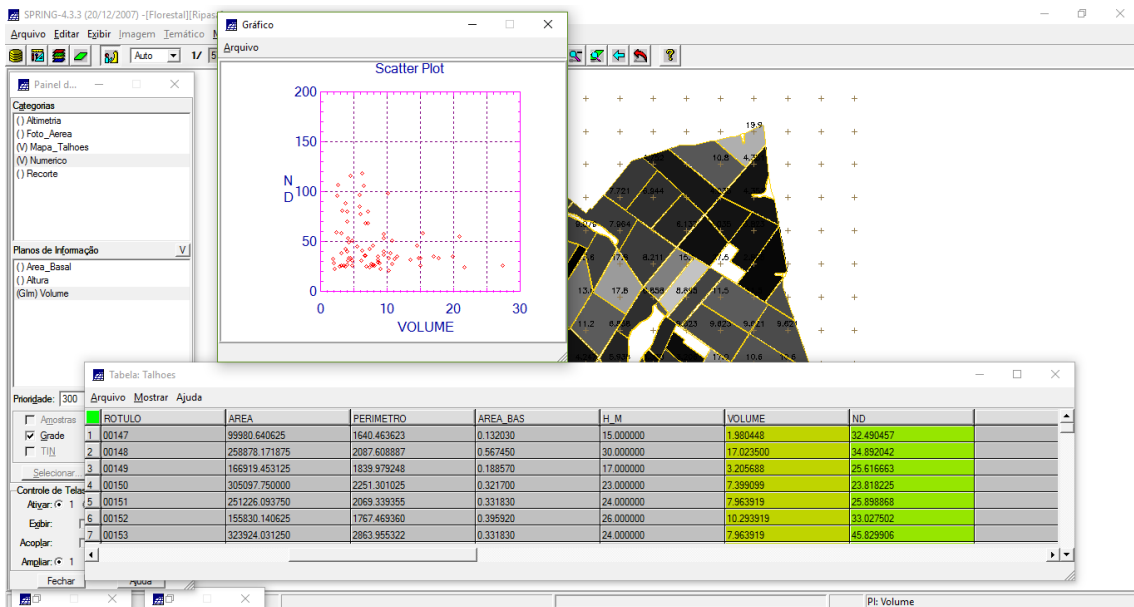 SPRING-4.3.3 (20/12/2007) -[Florestal][Ripas
Arquivo Editar Exibir Imagem Temático
Auto 1/ 5
Gráfico
Arquivo
Scatter Plot
200
150
N
D
100
50
0
0 10 20 30
VOLUME
Painel d...
Categorias
( ) Altimetria
( ) Foto_Aerea
(V) Mapa_Talhoes
(V) Numerico
( ) Recorte
Planos de Informação V
( ) Area_Basal
( ) Altura
(GIm) Volume
Prioridade: 300
Amostras
Grade
TIN
Selecionar...
Controle de Telas
Ativar: 1
Exibir:
Acoplar:
Ampliar: 1
Fechar Ajuda
19.9
10.8
7.721
7.964
8.211
17.8
11.5
11.2
9.823
10.6
Tabela: Talhoes
Arquivo Mostrar Ajuda
ROTULO AREA PERIMETRO AREA_BAS H_M VOLUME ND
1 00147 99980.640625 1640.463623 0.132030 15.000000 1.980448 32.490457
2 00148 258878.171875 2087.608887 0.567450 30.000000 17.023500 34.892042
3 00149 166919.453125 1839.979248 0.188570 17.000000 3.205688 25.616663
4 00150 305097.750000 2251.301025 0.321700 23.000000 7.399099 23.818225
5 00151 251226.093750 2069.339355 0.331830 24.000000 7.963919 25.898868
6 00152 155830.140625 1767.469360 0.395920 26.000000 10.293919 33.027502
7 00153 323924.031250 2863.955322 0.331830 24.000000 7.963919 45.829906
PI: Volume